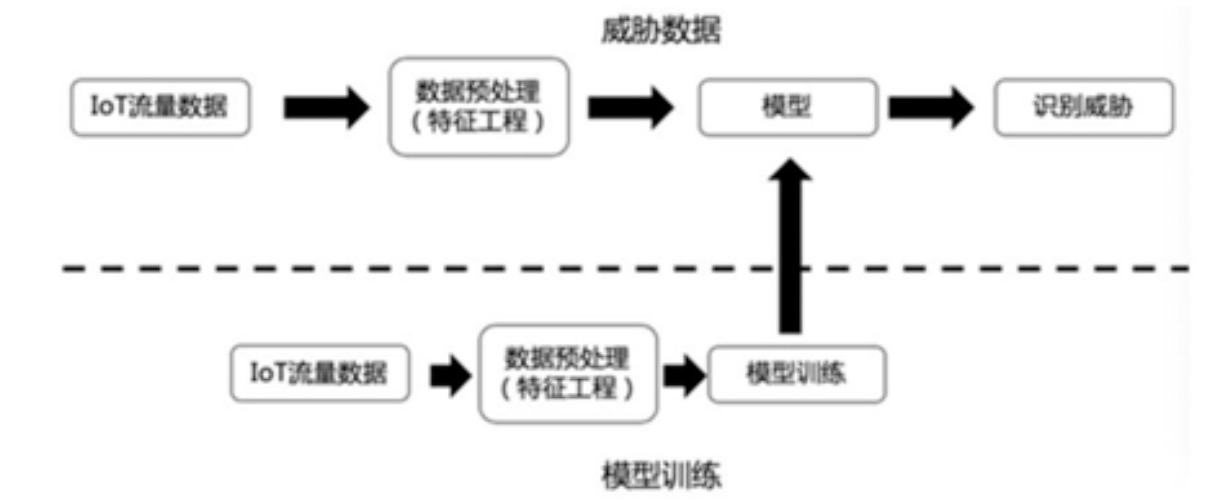 威胁数据
IoT流量数据
数据预处理
（特征工程）
模型
识别威胁
IoT流量数据
数据预处理
（特征工程）
模型训练
模型训练